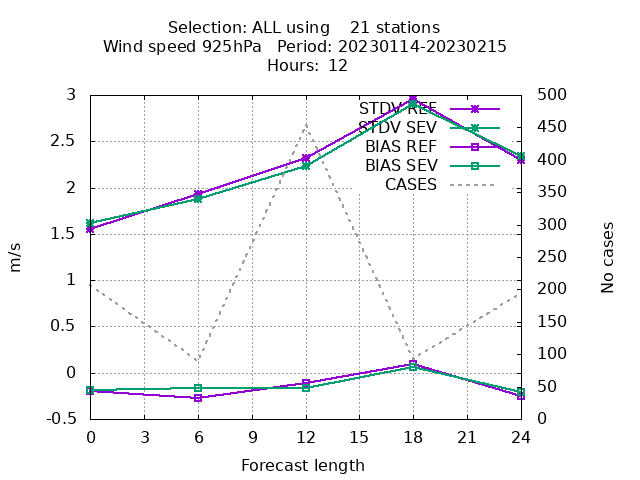 Selection: ALL using    21 stations
Wind speed 925hPa   Period: 20230114-20230215
Hours:  12
3
2.5
2
1.5
1
0.5
0
-0.5
m/s
500
450
400
350
300
250
200
150
100
50
0
No cases
STDV REF
STDV SEV
BIAS REF
BIAS SEV
CASES
0
3
6
9
12
15
18
21
24
Forecast length